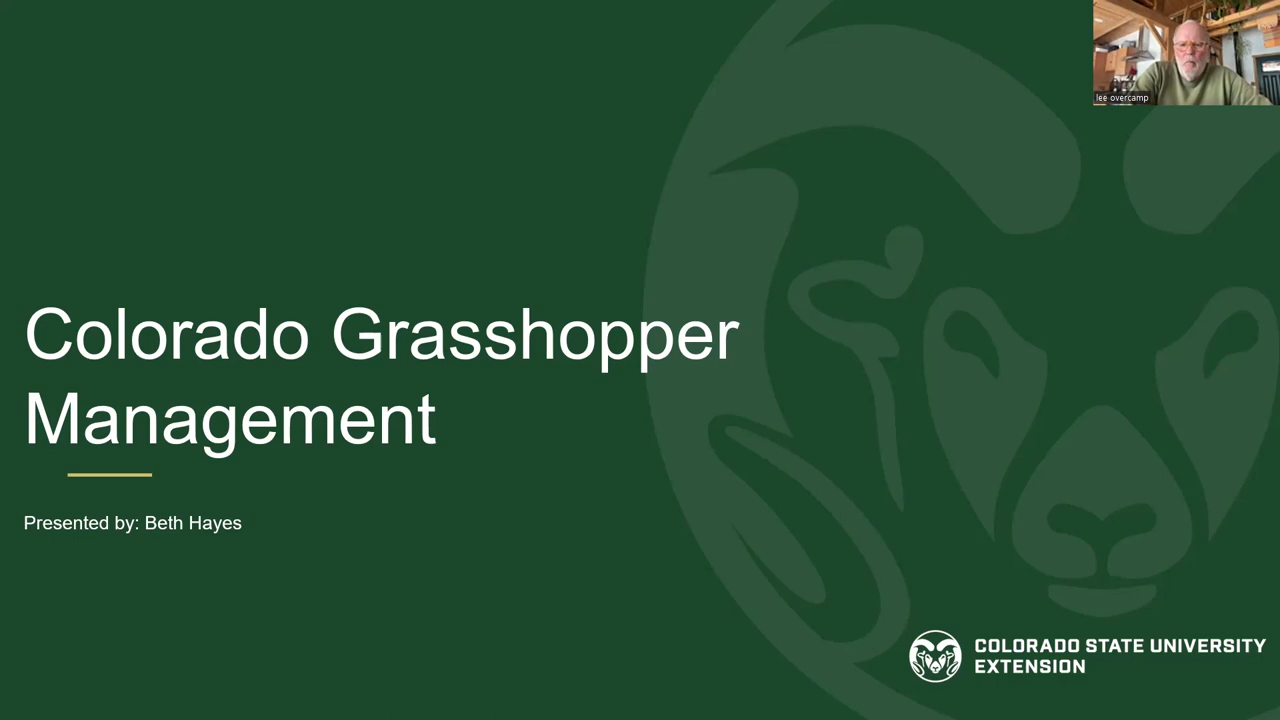 lee overcamp
Colorado Grasshopper
Management
Presented by: Beth Hayes
COLORADO STATE UNIVERSITY
EXTENSION